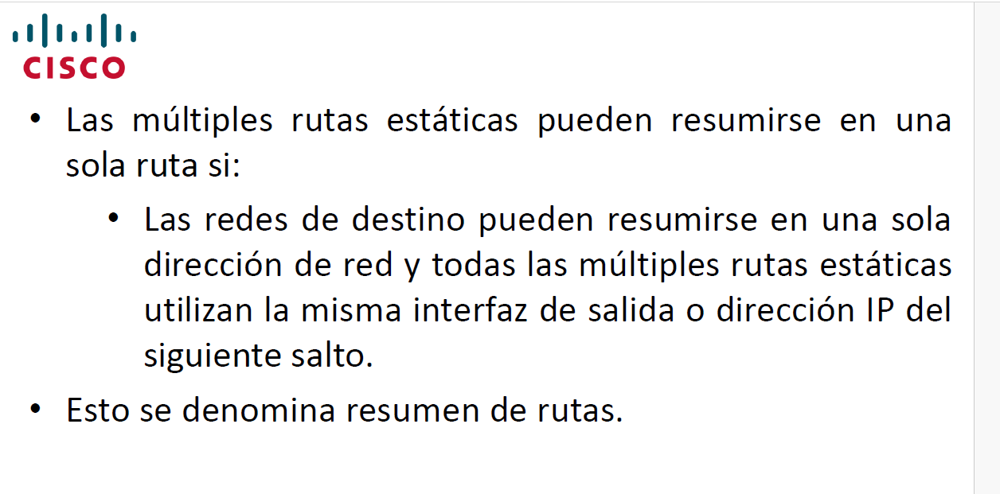 CISCO
• Las múltiples rutas estáticas pueden resumirse en una
sola ruta si:
• Las redes de destino pueden resumirse en una sola
dirección de red y todas las múltiples rutas estáticas
utilizan la misma interfaz de salida o dirección IP del
siguiente salto.
• Esto se denomina resumen de rutas.